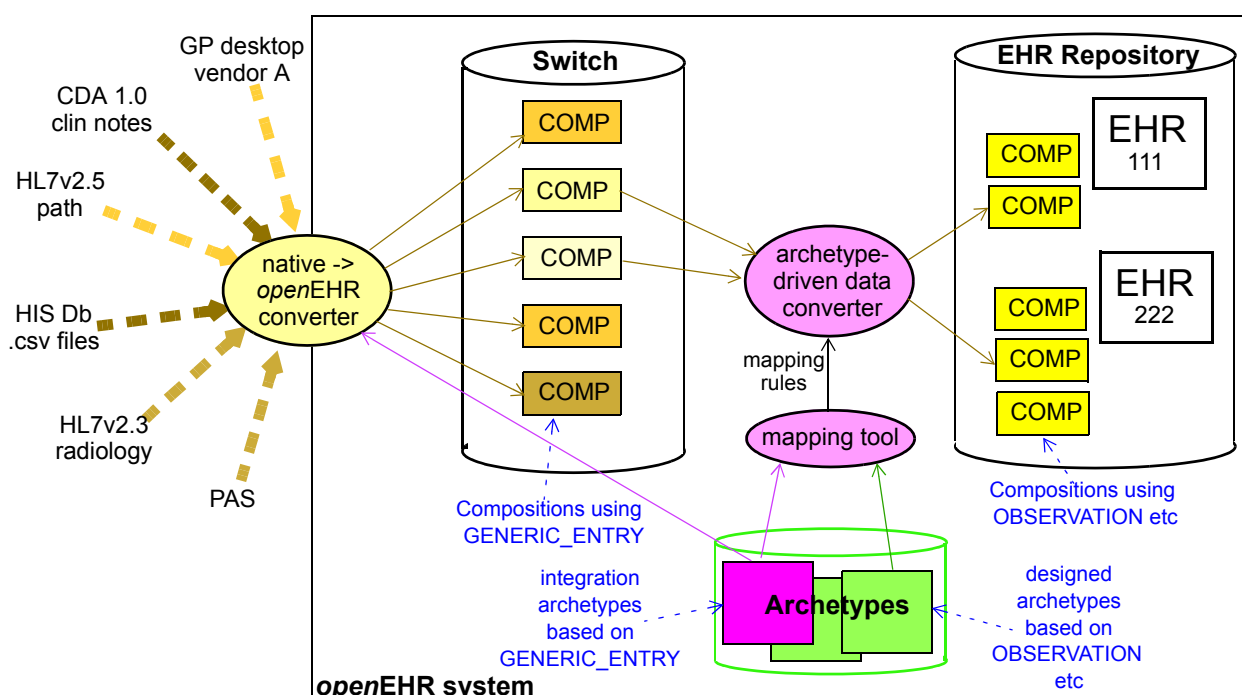 GP desktop
vendor A
CDA 1.0
clin notes
HL7v2.5
path
HIS Db
.csv files
HL7v2.3
radiology
PAS
native ->
openEHR
converter
Switch
COMP
COMP
COMP
COMP
COMP
Compositions using
GENERIC_ENTRY
archetype-
driven data
converter
mapping
rules
mapping tool
EHR Repository
COMP
COMP
EHR
111
COMP
COMP
COMP
EHR
222
Compositions using
OBSERVATION etc
integration
archetypes
based on
GENERIC_ENTRY
Archetypes
designed
archetypes
based on
OBSERVATION
etc
openEHR system